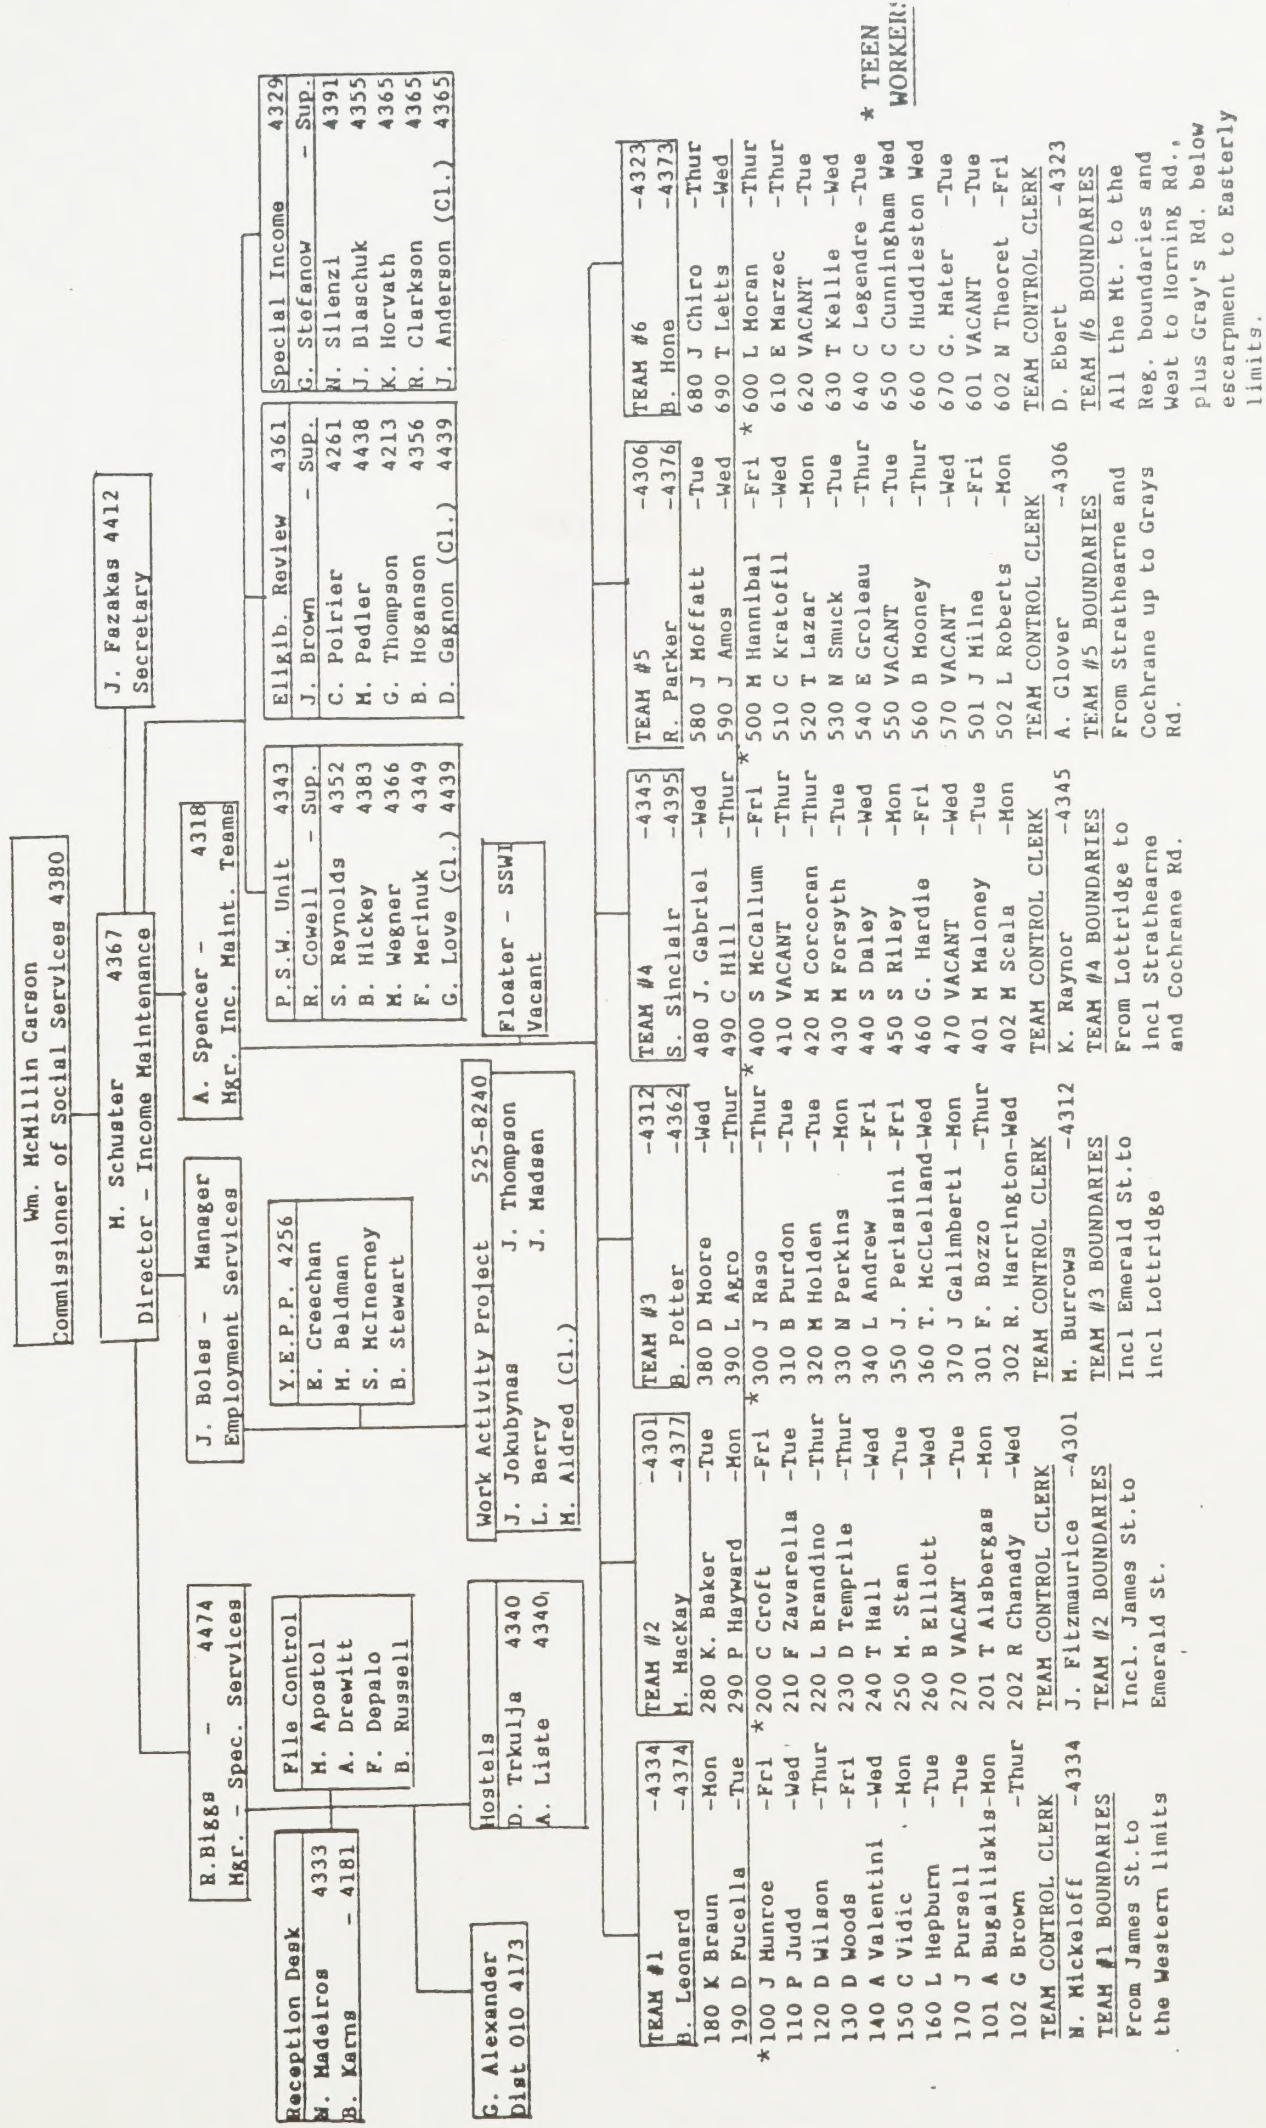 Wm. McMillin Carson
Commissioner of Social Services 4380
M. Schuster 4367
Director - Income Maintenance
J. Fazakas 4412
Secretary
R.Biggs - 4474
Mgr. - Spec. Services
J. Boles - Manager
Employment Services
A. Spencer - 4318
Mgr. Inc. Maint. Teams
Reception Desk
N. Madeiros 4333
B. Karns - 4181
File Control
M. Apostol
A. Drewitt
F. Depalo
B. Russell
G. Alexander
Dist 010 4173
Hostels
D. Trkulja 4340
A. Liste 4340
Y.E.P.P. 4256
E. Creechan
M. Beldman
S. McInerney
B. Stewart
Work Activity Project 525-8240
J. Jokubynas J. Thompson
L. Berry J. Madsen
M. Aldred (Cl.)
P.S.W. Unit 4343
R. Cowell - Sup.
S. Reynolds 4352
B. Hickey 4383
M. Wegner 4366
F. Merinuk 4349
G. Love (Cl.) 4439
Eligib. Review 4361
J. Brown - Sup.
C. Poirier 4261
M. Pedler 4438
G. Thompson 4213
B. Hoganson 4356
D. Gagnon (Cl.) 4439
Special Income 4329
G. Stefanow - Sup.
N. Silenzi 4391
J. Blaschuk 4355
K. Horvath 4365
R. Clarkson 4365
J. Anderson (Cl.) 4365
Floater - SSWI
Vacant
TEAM #1 -4334
B. Leonard -4374
180 K Braun -Mon
190 D Fucella -Tue
*100 J Munroe -Fri
110 P Judd -Wed
120 D Wilson -Thur
130 D Woods -Fri
140 A Valentini -Wed
150 C Vidic -Mon
160 L Hepburn -Tue
170 J Pursell -Tue
101 A Bugailiskis-Mon
102 G Brown -Thur
TEAM CONTROL CLERK
N. Mickeloff -4334
TEAM #1 BOUNDARIES
From James St.to
the Western limits
TEAM #2 -4301
M. MacKay -4377
280 K. Baker -Tue
290 P Hayward -Mon
*200 C Croft -Fri
210 F Zavarella -Tue
220 L Brandino -Thur
230 D Temprile -Thur
240 T Hall -Wed
250 M. Stan -Tue
260 B Elliott -Wed
270 VACANT -Tue
201 T Alsbergas -Mon
202 R Chanady -Wed
TEAM CONTROL CLERK
J. Fitzmaurice -4301
TEAM #2 BOUNDARIES
Incl. James St.to
Emerald St.
TEAM #3 -4312
B. Potter -4362
380 D Moore -Wed
390 L Agro -Thur
*300 J Raso -Thur
310 B Purdon -Tue
320 M Holden -Tue
330 N Perkins -Mon
340 L Andrew -Fri
350 J. Perissini -Fri
360 T. McClelland-Wed
370 J Galimberti -Mon
301 F. Bozzo -Thur
302 R. Harrington-Wed
TEAM CONTROL CLERK
M. Burrows -4312
TEAM #3 BOUNDARIES
Incl Emerald St.to
incl Lottridge
TEAM #4 -4345
S. Sinclair -4395
480 J. Gabriel -Wed
490 C Hill -Thur
*400 S McCallum -Fri
410 VACANT -Thur
420 M Corcoran -Thur
430 M Forsyth -Tue
440 S Daley -Wed
450 S Riley -Mon
460 G. Hardie -Fri
470 VACANT -Wed
401 M Maloney -Tue
402 M Scala -Mon
TEAM CONTROL CLERK
K. Raynor -4345
TEAM #4 BOUNDARIES
From Lottridge to
incl Strathearne
and Cochrane Rd.
TEAM #5 -4306
R. Parker -4376
580 J Moffatt -Tue
590 J Amos -Wed
*500 M Hannibal -Fri
510 C Kratofil -Wed
520 T Lazar -Mon
530 N Smuck -Tue
540 E Groleau -Thur
550 VACANT -Tue
560 B Mooney -Thur
570 VACANT -Wed
501 J Milne -Fri
502 L Roberts -Mon
TEAM CONTROL CLERK
A. Glover -4306
TEAM #5 BOUNDARIES
From Strathearne and
Cochrane up to Grays
Rd.
TEAM #6 -4323
B. Hone -4373
680 J Chiro -Thur
690 T Letts -Wed
*600 L Moran -Thur
610 E Marzec -Thur
620 VACANT -Tue
630 T Kellie -Wed
640 C Legendre -Tue
650 C Cunningham Wed
660 C Huddleston Wed
670 G. Mater -Tue
601 VACANT -Tue
602 N Theoret -Fri
TEAM CONTROL CLERK
D. Ebert -4323
TEAM #6 BOUNDARIES
All the Mt. to the
Reg. boundaries and
West to Horning Rd.,
plus Gray's Rd. below
escarpment to Easterly
limits.
* TEEN
WORKERS